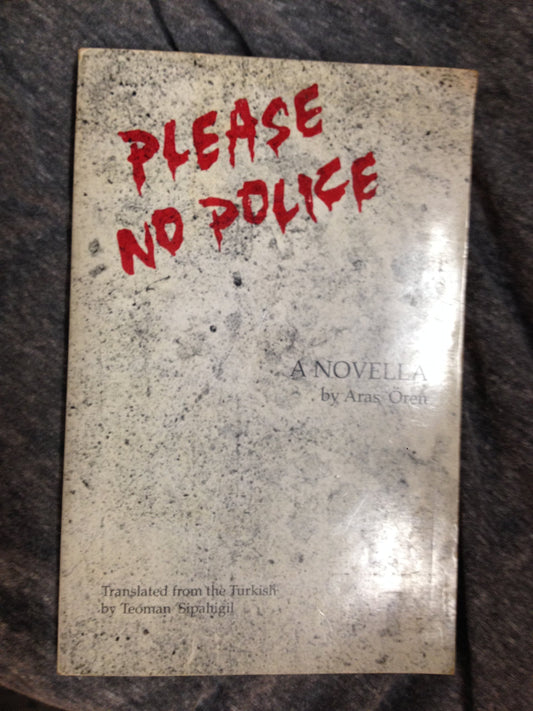 PLEASE
NO POLICE
A NOVELLA
by Aras Ören
Translated from the Turkish
by Teoman Sipahigil